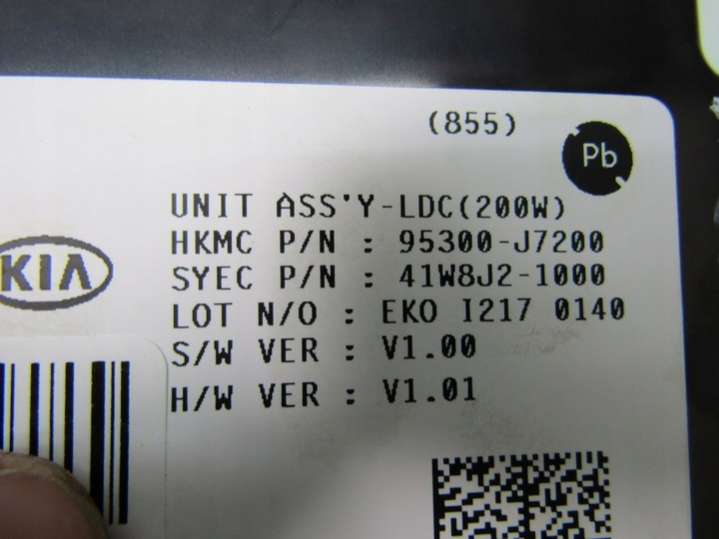 (855)
Pb
UNIT ASS'Y-LDC(200W)
HKMC P/N : 95300-J7200
KIA
SYEC P/N : 41W8J2-1000
LOT N/O : EKO I217 0140
S/W VER : V1.00
H/W VER : V1.01